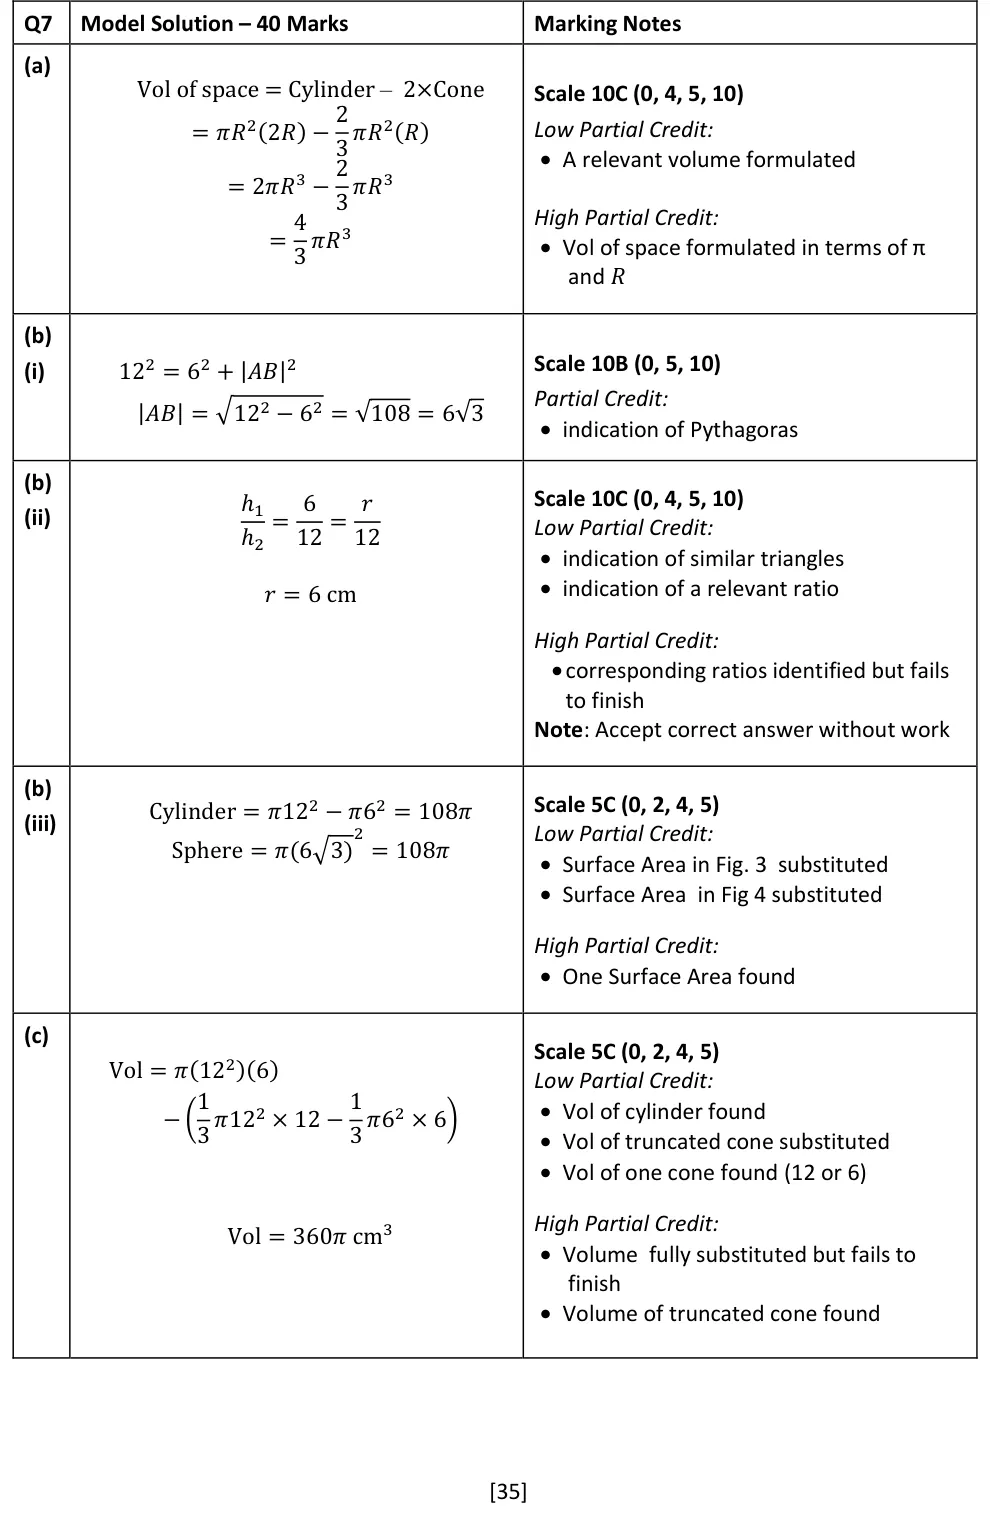 Q7 Model Solution – 40 Marks Marking Notes
(a)
Vol of space = Cylinder – 2×Cone
= πR²(2R) − 2/3 πR²(R)
= 2πR³ − 2/3 πR³
= 4/3 πR³
Scale 10C (0, 4, 5, 10)
Low Partial Credit:
• A relevant volume formulated
High Partial Credit:
• Vol of space formulated in terms of π
and R
(b)
(i)
12² = 6² + |AB|²
|AB| = √(12² − 6²) = √108 = 6√3
Scale 10B (0, 5, 10)
Partial Credit:
• indication of Pythagoras
(b)
(ii)
h₁/h₂ = 6/12 = r/12
r = 6 cm
Scale 10C (0, 4, 5, 10)
Low Partial Credit:
• indication of similar triangles
• indication of a relevant ratio
High Partial Credit:
• corresponding ratios identified but fails
to finish
Note: Accept correct answer without work
(b)
(iii)
Cylinder = π12² − π6² = 108π
Sphere = π(6√3)² = 108π
Scale 5C (0, 2, 4, 5)
Low Partial Credit:
• Surface Area in Fig. 3 substituted
• Surface Area in Fig 4 substituted
High Partial Credit:
• One Surface Area found
(c)
Vol = π(12²)(6)
− (1/3 π12² × 12 − 1/3 π6² × 6)
Vol = 360π cm³
Scale 5C (0, 2, 4, 5)
Low Partial Credit:
• Vol of cylinder found
• Vol of truncated cone substituted
• Vol of one cone found (12 or 6)
High Partial Credit:
• Volume fully substituted but fails to
finish
• Volume of truncated cone found
[35]